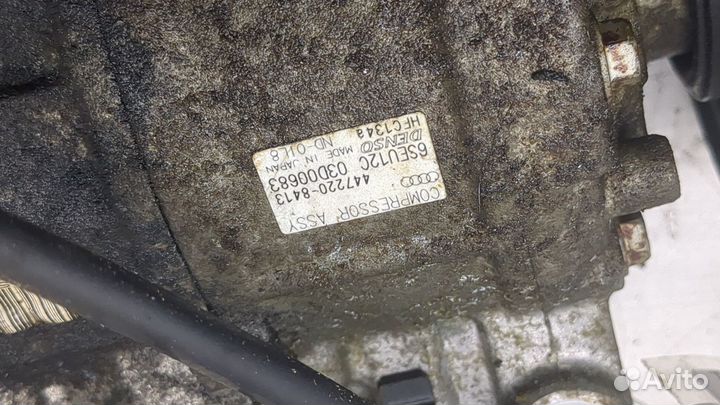 COMPRESSOR ASSY
447220-8413
6SEU12C 03D00683
DENSO MADE IN JAPAN
HFC134a ND-OIL8
Avito